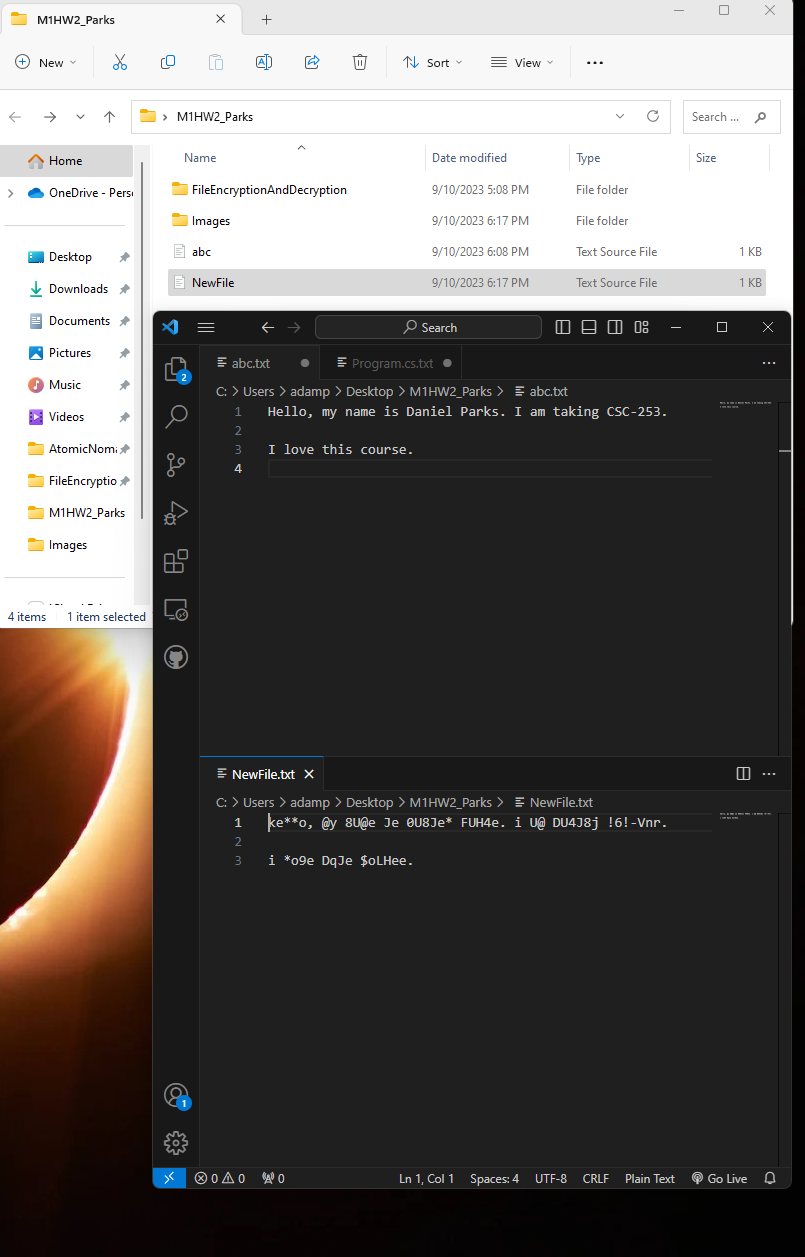 M1HW2_Parks
New
Sort
View
M1HW2_Parks
Search ...
Home
OneDrive - Pers
Desktop
Downloads
Documents
Pictures
Music
Videos
AtomicNom
FileEncryptio
M1HW2_Parks
Images
Name Date modified Type Size
FileEncryptionAndDecryption 9/10/2023 5:08 PM File folder
Images 9/10/2023 6:17 PM File folder
abc 9/10/2023 6:08 PM Text Source File 1 KB
NewFile 9/10/2023 6:17 PM Text Source File 1 KB
4 items 1 item selected
Search
2
abc.txt Program.cs.txt
C: > Users > adamp > Desktop > M1HW2_Parks > abc.txt
1 Hello, my name is Daniel Parks. I am taking CSC-253.
2
3 I love this course.
4
NewFile.txt
C: > Users > adamp > Desktop > M1HW2_Parks > NewFile.txt
1 ke**o, @y 8U@e Je 0U8Je* FUH4e. i U@ DU4J8j !6!-Vnr.
2
3 i *o9e DqJe $oLHee.
1
0 0 0 Ln 1, Col 1 Spaces: 4 UTF-8 CRLF Plain Text Go Live